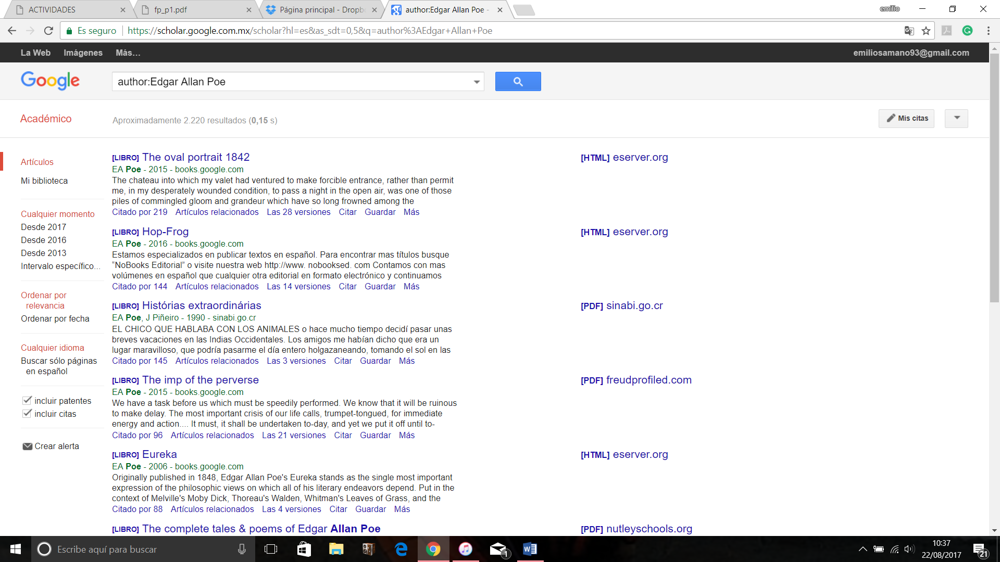 ACTIVIDADES
fp_p1.pdf
Página principal - Dropb
author:Edgar Allan Poe -
emilio
Es seguro
https://scholar.google.com.mx/scholar?hl=es&as_sdt=0,5&q=author%3AEdgar+Allan+Poe
La Web Imágenes Más...
emiliosamano93@gmail.com
Google
author:Edgar Allan Poe
Académico
Aproximadamente 2.220 resultados (0,15 s)
Mis citas
Artículos
Mi biblioteca
Cualquier momento
Desde 2017
Desde 2016
Desde 2013
Intervalo específico...
Ordenar por
relevancia
Ordenar por fecha
Cualquier idioma
Buscar sólo páginas
en español
incluir patentes
incluir citas
Crear alerta
[LIBRO] The oval portrait 1842
EA Poe - 2015 - books.google.com
The chateau into which my valet had ventured to make forcible entrance, rather than permit
me, in my desperately wounded condition, to pass a night in the open air, was one of those
piles of commingled gloom and grandeur which have so long frowned among the
Citado por 219 Artículos relacionados Las 28 versiones Citar Guardar Más
[HTML] eserver.org
[LIBRO] Hop-Frog
EA Poe - 2016 - books.google.com
Estamos especializados en publicar textos en español. Para encontrar mas títulos busque
“NoBooks Editorial” o visite nuestra web http://www. nobooksed. com Contamos con mas
volúmenes en español que cualquier otra editorial en formato electrónico y continuamos
Citado por 144 Artículos relacionados Las 14 versiones Citar Guardar Más
[HTML] eserver.org
[LIBRO] Histórias extraordinárias
EA Poe, J Piñeiro - 1990 - sinabi.go.cr
EL CHICO QUE HABLABA CON LOS ANIMALES o hace mucho tiempo decidí pasar unas
breves vacaciones en las Indias Occidentales. Los amigos me habían dicho que era un
lugar maravilloso, que podría pasarme el día entero holgazaneando, tomando el sol en las
Citado por 145 Artículos relacionados Las 3 versiones Citar Guardar Más
[PDF] sinabi.go.cr
[LIBRO] The imp of the perverse
EA Poe - 2015 - books.google.com
We have a task before us which must be speedily performed. We know that it will be ruinous
to make delay. The most important crisis of our life calls, trumpet-tongued, for immediate
energy and action.... It must, it shall be undertaken to-day, and yet we put it off until to-
Citado por 96 Artículos relacionados Las 21 versiones Citar Guardar Más
[PDF] freudprofiled.com
[LIBRO] Eureka
EA Poe - 2006 - books.google.com
Originally published in 1848, Edgar Allan Poe's Eureka stands as the single most important
expression of the philosophic views on which all of his literary endeavors depend. Put in the
context of Melville's Moby Dick, Thoreau's Walden, Whitman's Leaves of Grass, and the
Citado por 88 Artículos relacionados Las 4 versiones Citar Guardar Más
[HTML] eserver.org
[LIBRO] The complete tales & poems of Edgar Allan Poe
[PDF] nutleyschools.org
Escribe aquí para buscar
1
10:37
22/08/2017
21